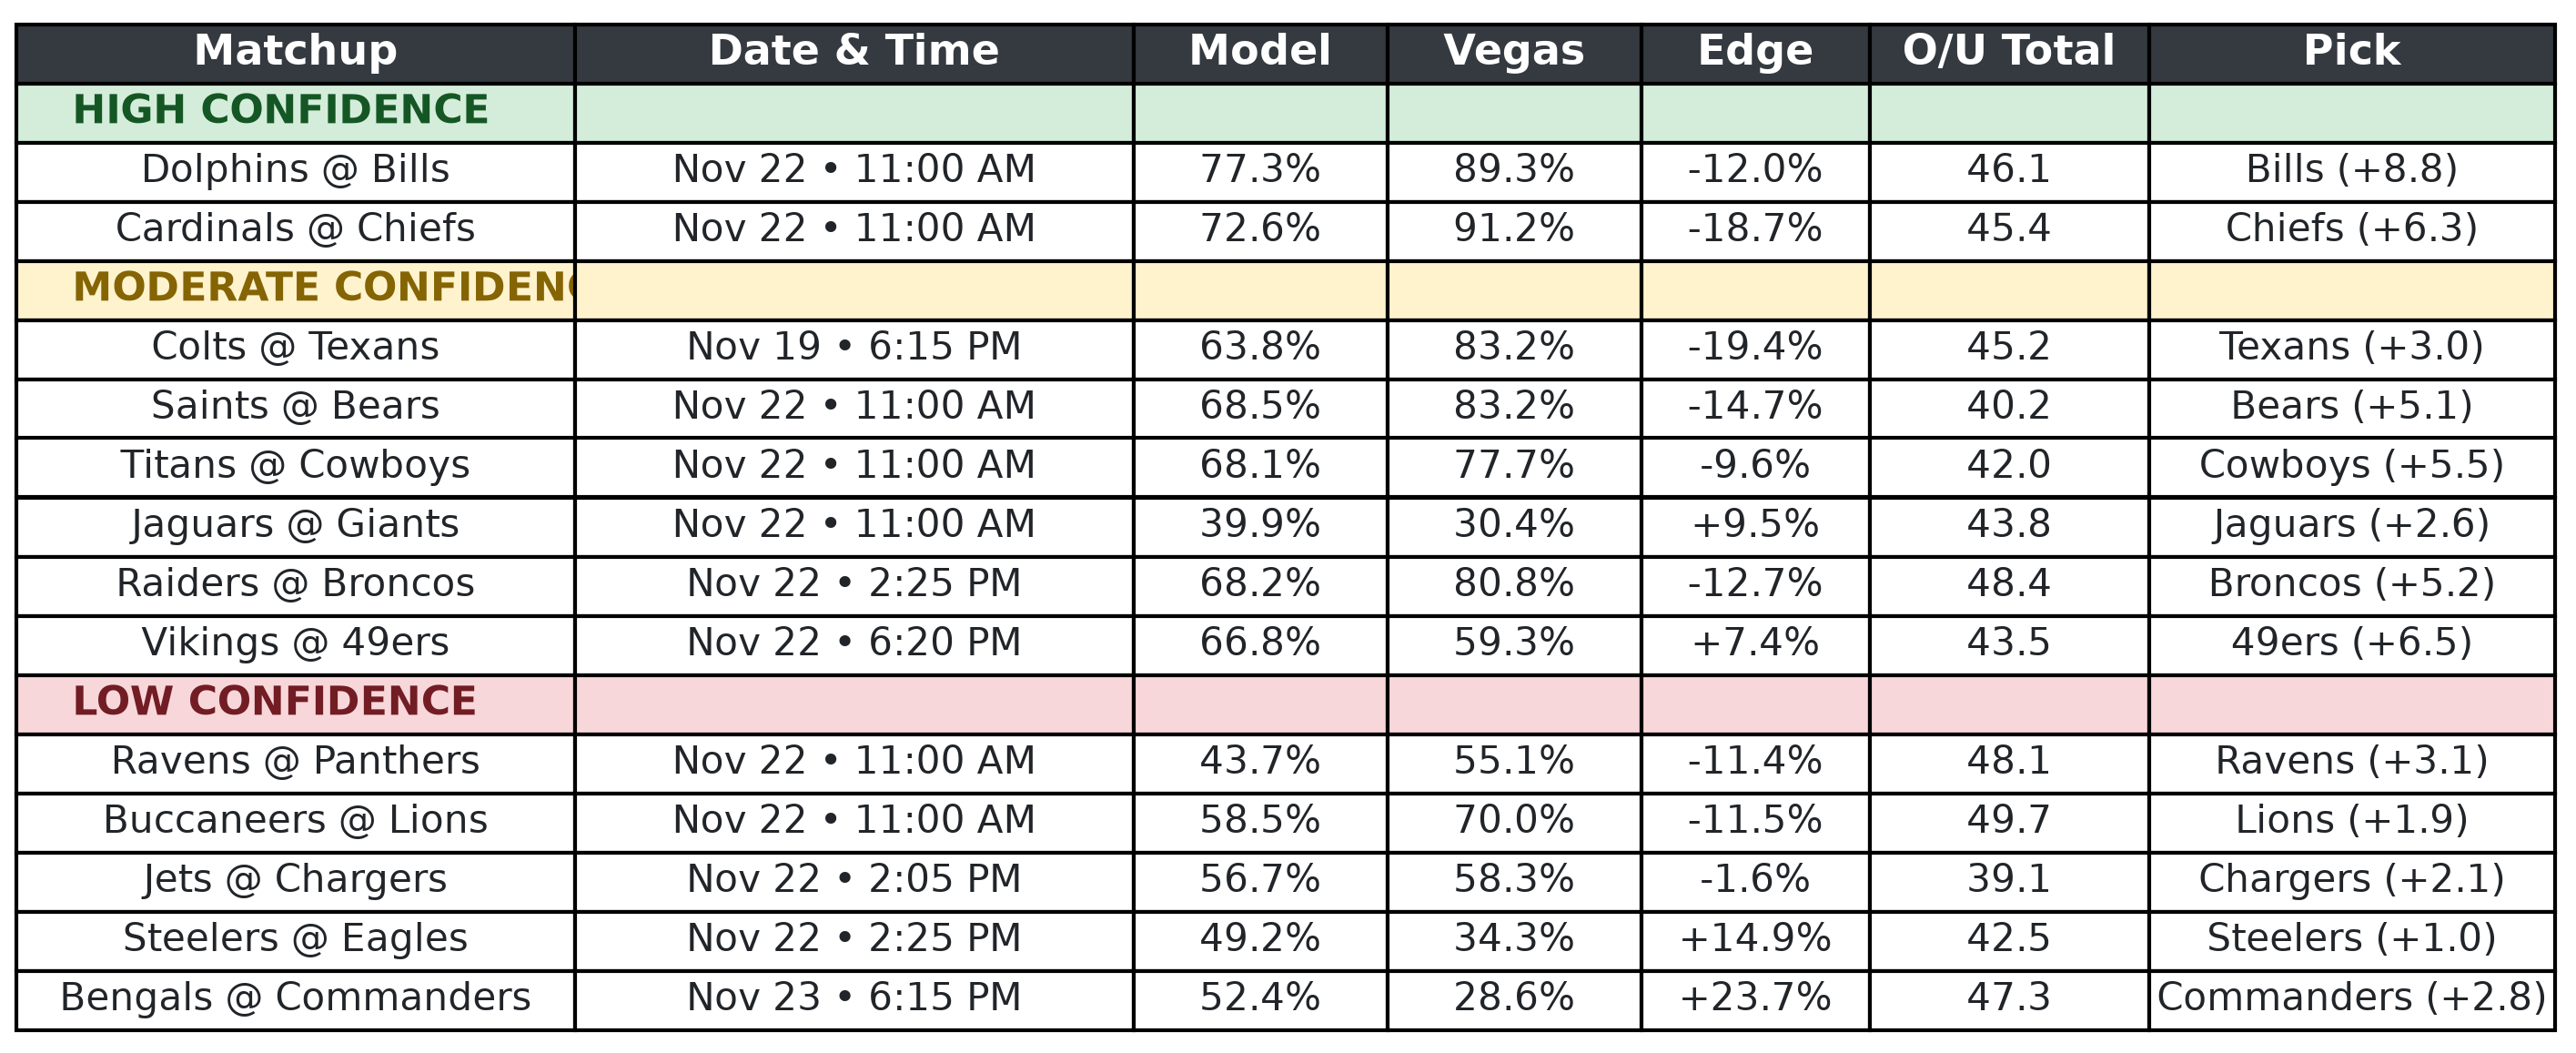 Matchup Date & Time Model Vegas Edge O/U Total Pick
HIGH CONFIDENCE
Dolphins @ Bills Nov 22 • 11:00 AM 77.3% 89.3% -12.0% 46.1 Bills (+8.8)
Cardinals @ Chiefs Nov 22 • 11:00 AM 72.6% 91.2% -18.7% 45.4 Chiefs (+6.3)
MODERATE CONFIDENC
Colts @ Texans Nov 19 • 6:15 PM 63.8% 83.2% -19.4% 45.2 Texans (+3.0)
Saints @ Bears Nov 22 • 11:00 AM 68.5% 83.2% -14.7% 40.2 Bears (+5.1)
Titans @ Cowboys Nov 22 • 11:00 AM 68.1% 77.7% -9.6% 42.0 Cowboys (+5.5)
Jaguars @ Giants Nov 22 • 11:00 AM 39.9% 30.4% +9.5% 43.8 Jaguars (+2.6)
Raiders @ Broncos Nov 22 • 2:25 PM 68.2% 80.8% -12.7% 48.4 Broncos (+5.2)
Vikings @ 49ers Nov 22 • 6:20 PM 66.8% 59.3% +7.4% 43.5 49ers (+6.5)
LOW CONFIDENCE
Ravens @ Panthers Nov 22 • 11:00 AM 43.7% 55.1% -11.4% 48.1 Ravens (+3.1)
Buccaneers @ Lions Nov 22 • 11:00 AM 58.5% 70.0% -11.5% 49.7 Lions (+1.9)
Jets @ Chargers Nov 22 • 2:05 PM 56.7% 58.3% -1.6% 39.1 Chargers (+2.1)
Steelers @ Eagles Nov 22 • 2:25 PM 49.2% 34.3% +14.9% 42.5 Steelers (+1.0)
Bengals @ Commanders Nov 23 • 6:15 PM 52.4% 28.6% +23.7% 47.3 Commanders (+2.8)